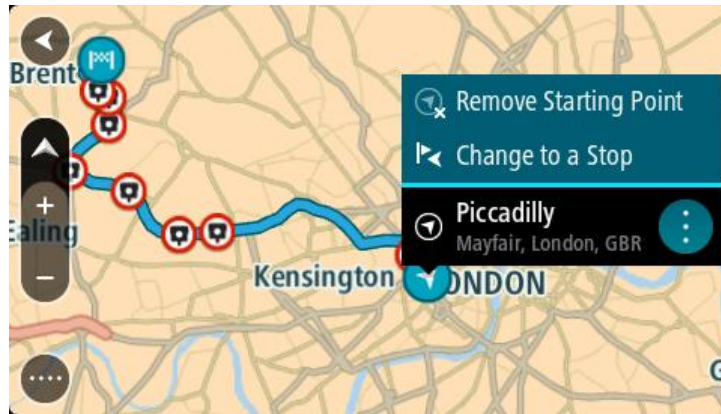 Brent
Remove Starting Point
Change to a Stop
Piccadilly
Mayfair, London, GBR
Ealing
Kensington
ONDON
G